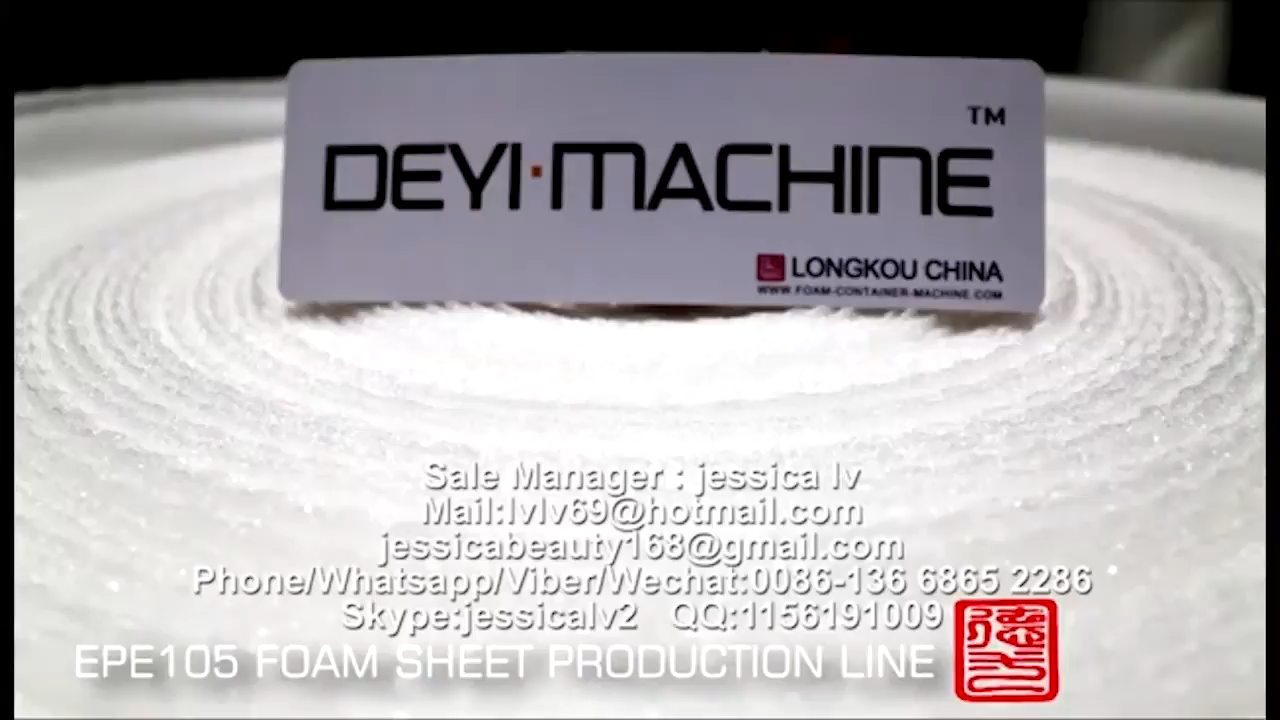 TM
DEYI·MACHINE
LONGKOU CHINA
WWW.FOAM-CONTAINER-MACHINE.COM
Sale Manager : jessica lv
Mail:lvlv69@hotmail.com
jessicabeauty168@gmail.com
Phone/Whatsapp/Viber/Wechat:0086-136 6865 2286
Skype:jessicalv2 QQ:1156191009
EPE105 FOAM SHEET PRODUCTION LINE